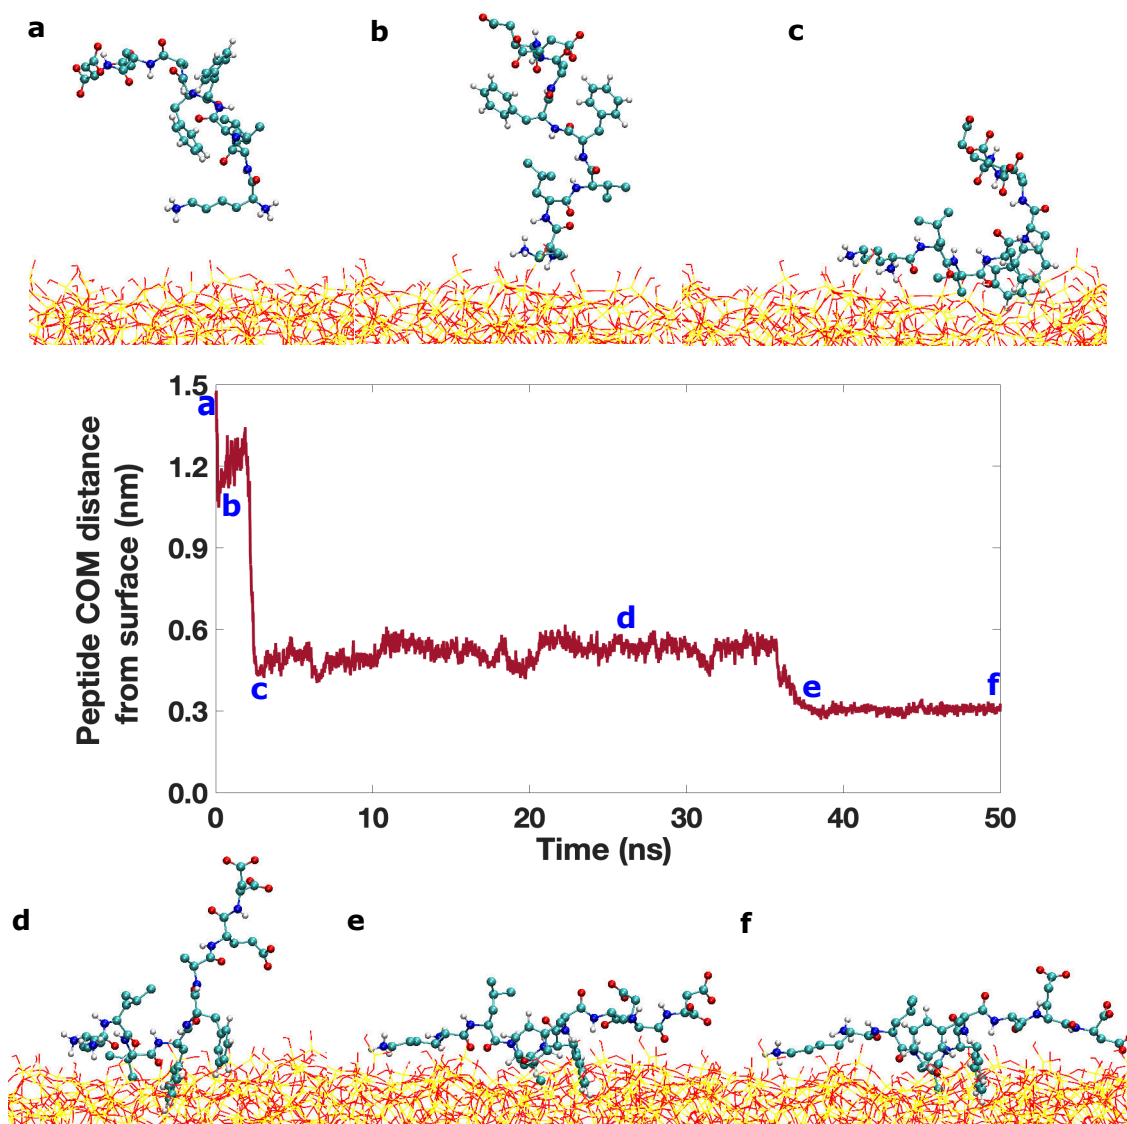 a
b
c
1.5
1.2
0.9
0.6
0.3
0.0
Peptide COM distance
from surface (nm)
a
b
c
d
e
f
0
10
20
30
40
50
Time (ns)
d
e
f